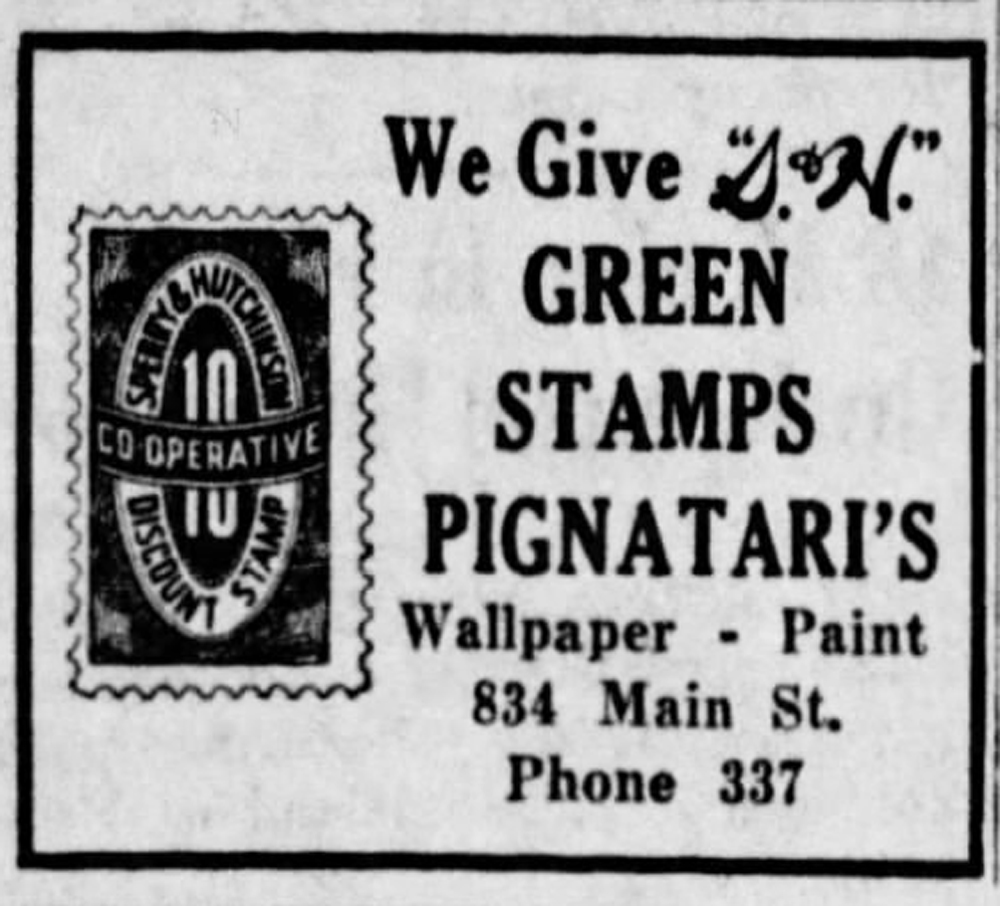 We Give "S.&H."
GREEN
STAMPS
PIGNATARI'S
Wallpaper - Paint
834 Main St.
Phone 337
SPERRY & HUTCHINSON
10
CO-OPERATIVE
10
DISCOUNT STAMP